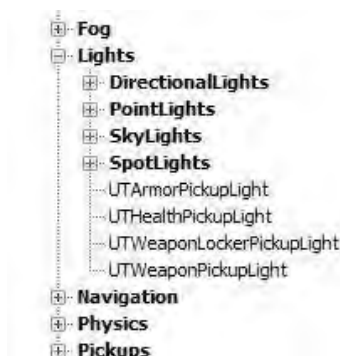 Fog
Lights
DirectionalLights
PointLights
SkyLights
SpotLights
UTArmorPickupLight
UTHealthPickupLight
UTWeaponLockerPickupLight
UTWeaponPickupLight
Navigation
Physics
Pickups